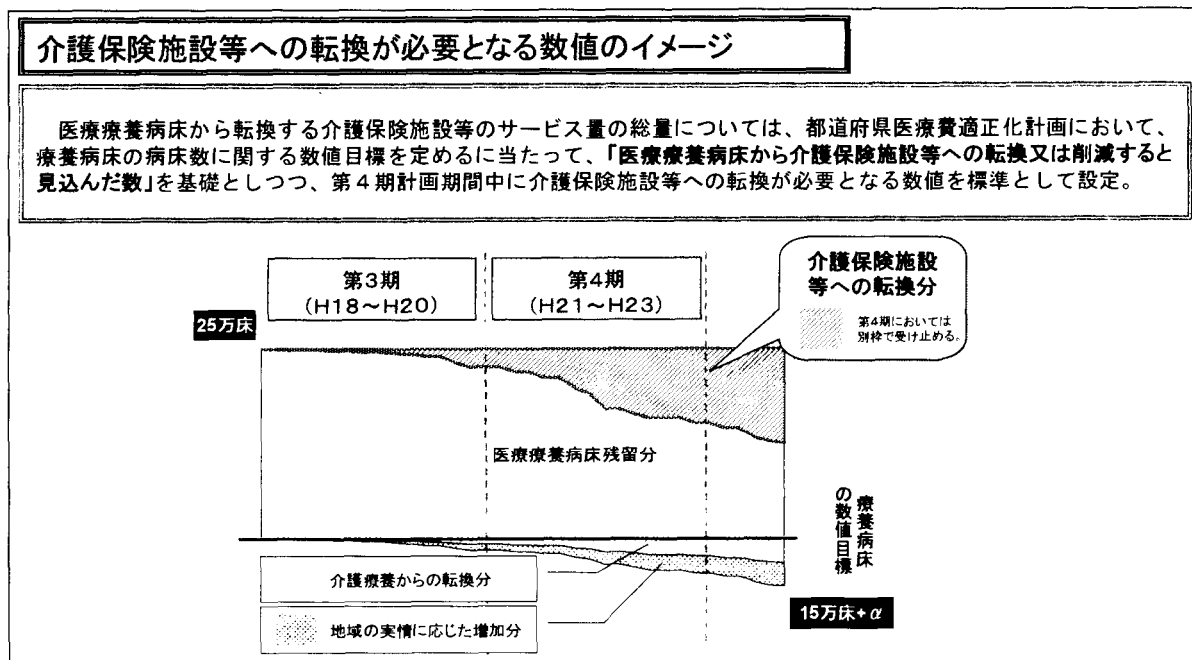 介護保険施設等への転換が必要となる数値のイメージ
医療療養病床から転換する介護保険施設等のサービス量の総量については、都道府県医療費適正化計画において、
療養病床の病床数に関する数値目標を定めるに当たって、「医療療養病床から介護保険施設等への転換又は削減すると
見込んだ数」を基礎としつつ、第４期計画期間中に介護保険施設等への転換が必要となる数値を標準として設定。
第３期
（Ｈ１８～Ｈ２０）
第４期
（Ｈ２１～Ｈ２３）
介護保険施設
等への転換分
第４期においては
別枠で受け止める。
25万床
医療療養病床残留分
療養病床
の数値目標
介護療養からの転換分
地域の実情に応じた増加分
15万床+α